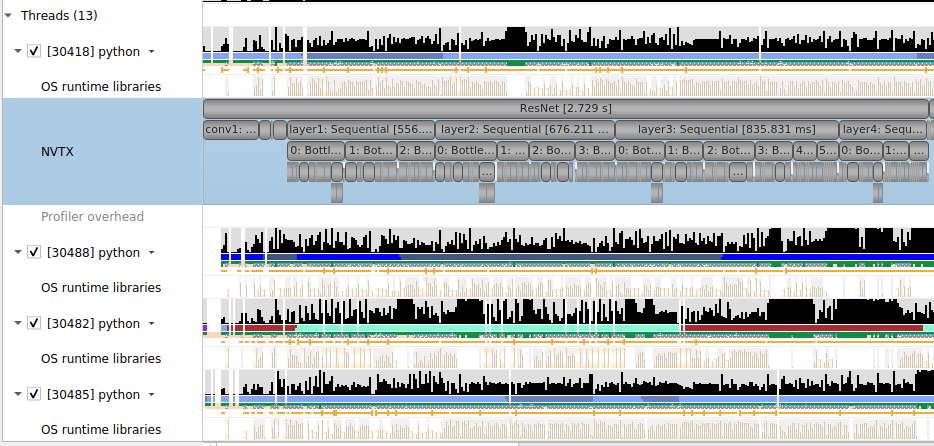 Threads (13)
[30418] python
OS runtime libraries
NVTX
ResNet [2.729 s]
conv1: ... layer1: Sequential [556.... layer2: Sequential [676.211 ... layer3: Sequential [835.831 ms] layer4: Sequ...
0: Bottl... 1: Bot... 2: B... 0: Bottle... 1: ... 2: Bo... 3: B... 0: Bot... 1: B... 2: Bot... 3: B... 4... 5... 0: Bo... 1:... ...
... ...
...
Profiler overhead
[30488] python
OS runtime libraries
[30482] python
OS runtime libraries
[30485] python
OS runtime libraries